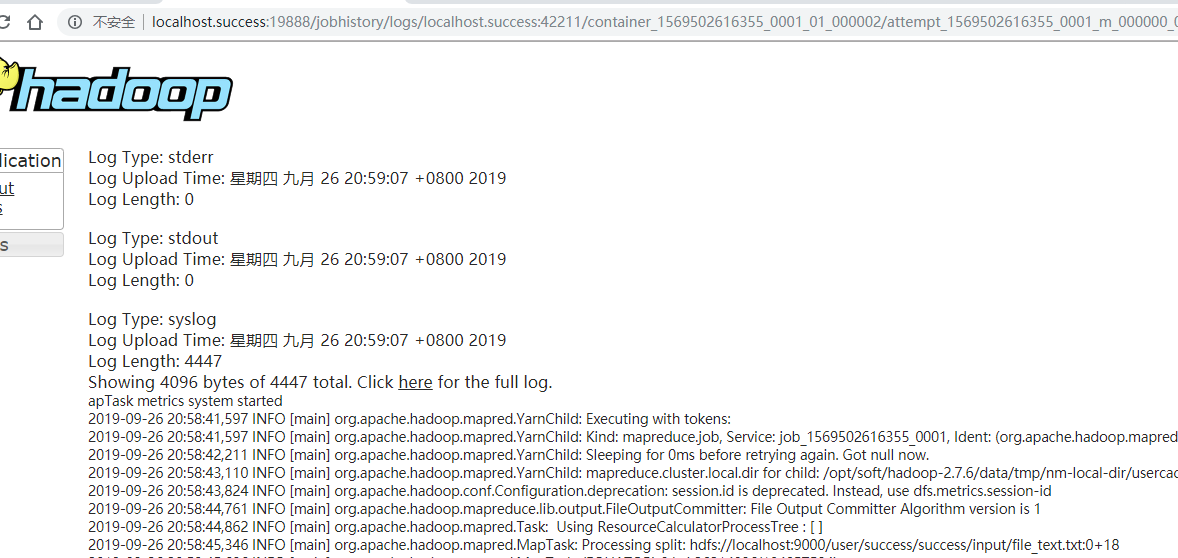 不安全 localhost.success:19888/jobhistory/logs/localhost.success:42211/container_1569502616355_0001_01_000002/attempt_1569502616355_0001_m_000000_0
hadoop
lication
ut
s
s
Log Type: stderr
Log Upload Time: 星期四 九月 26 20:59:07 +0800 2019
Log Length: 0
Log Type: stdout
Log Upload Time: 星期四 九月 26 20:59:07 +0800 2019
Log Length: 0
Log Type: syslog
Log Upload Time: 星期四 九月 26 20:59:07 +0800 2019
Log Length: 4447
Showing 4096 bytes of 4447 total. Click here for the full log.
apTask metrics system started
2019-09-26 20:58:41,597 INFO [main] org.apache.hadoop.mapred.YarnChild: Executing with tokens:
2019-09-26 20:58:41,597 INFO [main] org.apache.hadoop.mapred.YarnChild: Kind: mapreduce.job, Service: job_1569502616355_0001, Ident: (org.apache.hadoop.mapred
2019-09-26 20:58:42,211 INFO [main] org.apache.hadoop.mapred.YarnChild: Sleeping for 0ms before retrying again. Got null now.
2019-09-26 20:58:43,110 INFO [main] org.apache.hadoop.mapred.YarnChild: mapreduce.cluster.local.dir for child: /opt/soft/hadoop-2.7.6/data/tmp/nm-local-dir/usercac
2019-09-26 20:58:43,824 INFO [main] org.apache.hadoop.conf.Configuration.deprecation: session.id is deprecated. Instead, use dfs.metrics.session-id
2019-09-26 20:58:44,761 INFO [main] org.apache.hadoop.mapreduce.lib.output.FileOutputCommitter: File Output Committer Algorithm version is 1
2019-09-26 20:58:44,862 INFO [main] org.apache.hadoop.mapred.Task: Using ResourceCalculatorProcessTree : [ ]
2019-09-26 20:58:45,346 INFO [main] org.apache.hadoop.mapred.MapTask: Processing split: hdfs://localhost:9000/user/success/success/input/file_text.txt:0+18